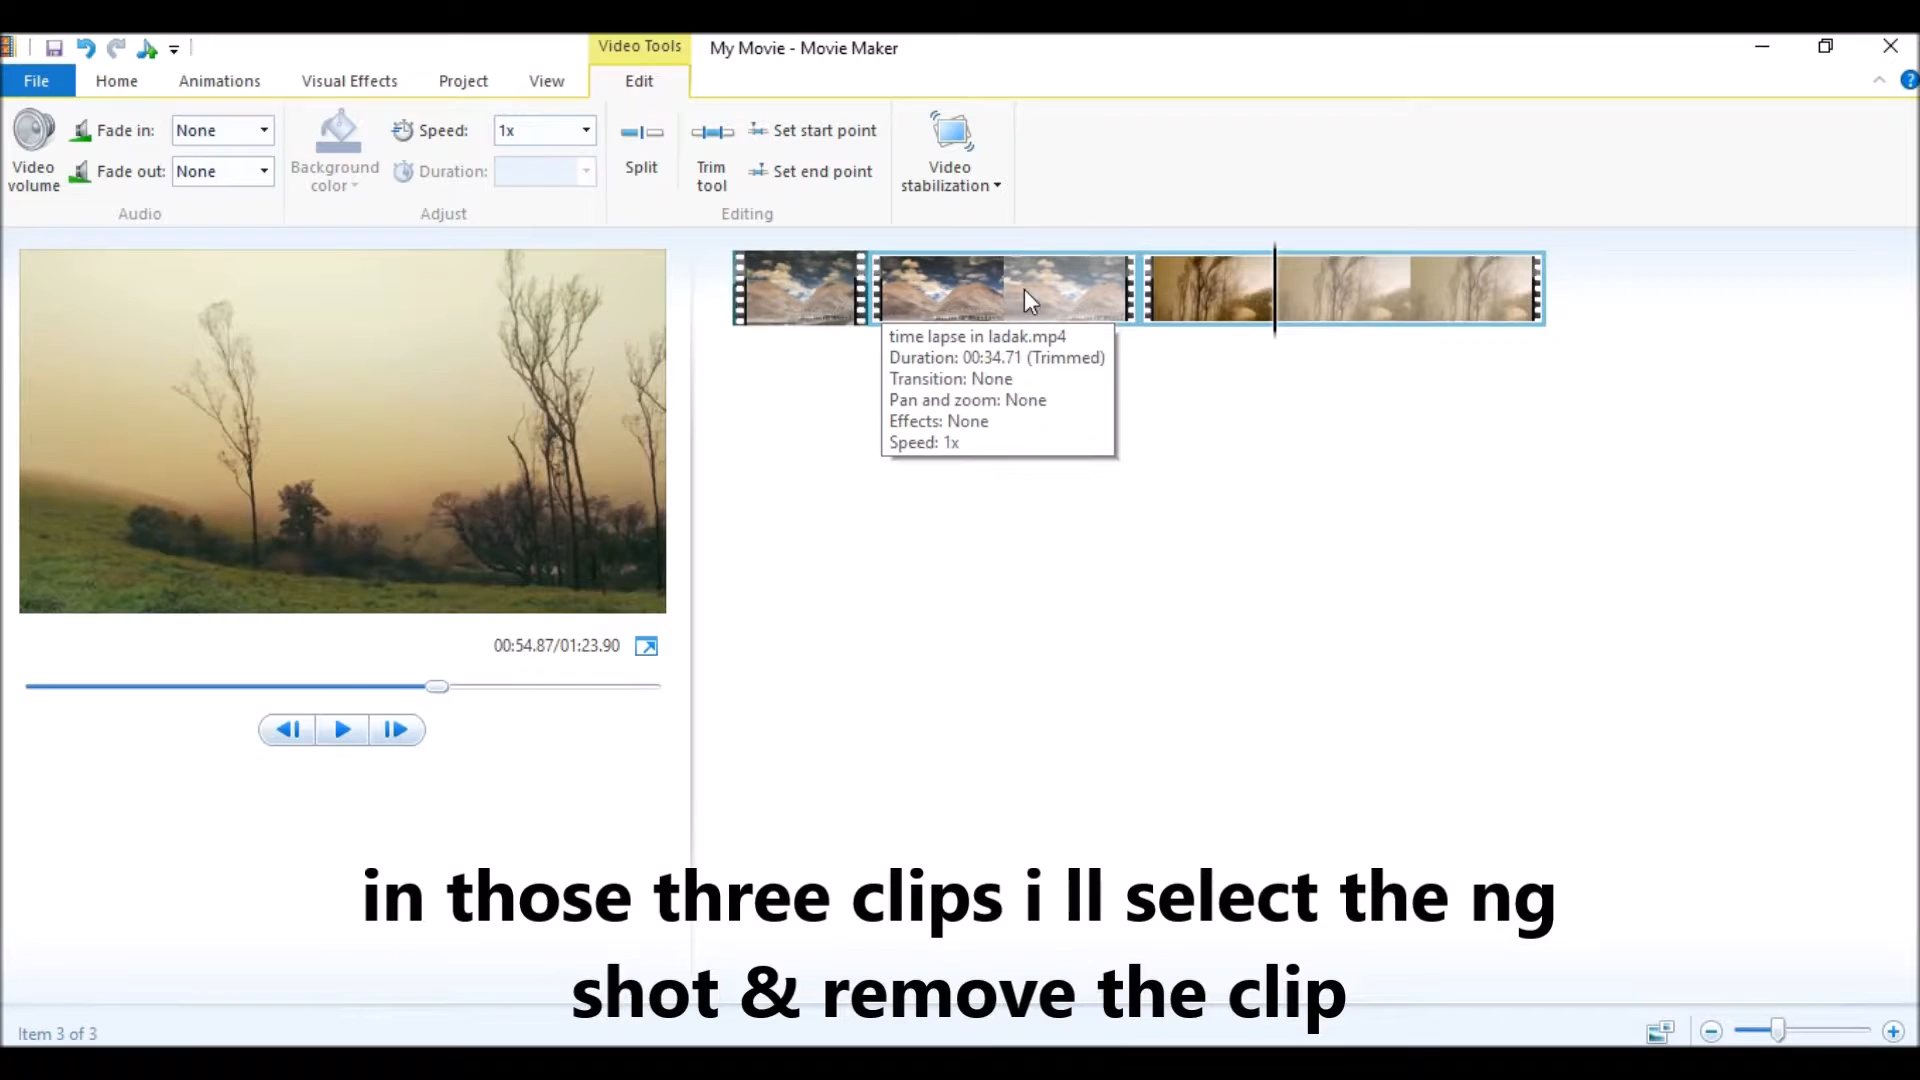 Video Tools
My Movie - Movie Maker
File
Home
Animations
Visual Effects
Project
View
Edit
Video volume
Fade in:
None
Fade out:
None
Audio
Background color
Speed:
1x
Duration:
Adjust
Split
Trim tool
Set start point
Set end point
Editing
Video stabilization
time lapse in ladak.mp4
Duration: 00:34.71 (Trimmed)
Transition: None
Pan and zoom: None
Effects: None
Speed: 1x
00:54.87/01:23.90
in those three clips i ll select the ng
shot & remove the clip
Item 3 of 3